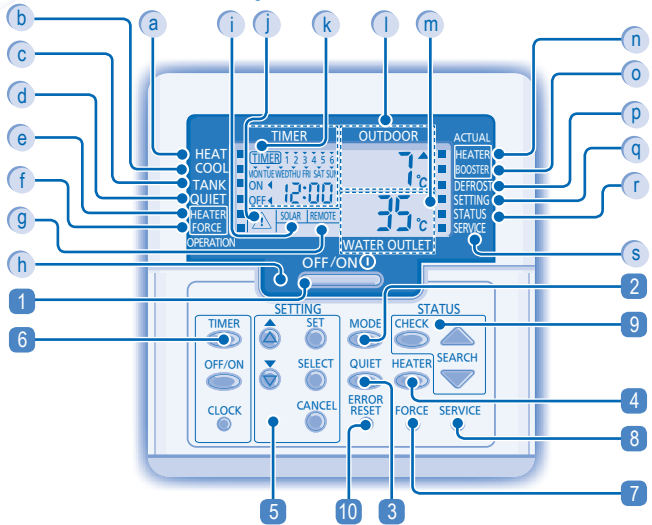 b a i j k l m n
c o
d p
e q
f r
g s
h
1 2
6 9
4
8
5 10 3 7
TIMER OUTDOOR ACTUAL
HEAT
COOL
TANK
QUIET
HEATER
FORCE
OPERATION
TIMER 1 2 3 4 5 6
MON TUE WED THU FRI SAT SUN
ON
OFF 12:00
SOLAR REMOTE
7 °C
35 °C
WATER OUTLET
HEATER
BOOSTER
DEFROST
SETTING
STATUS
SERVICE
OFF/ON
SETTING STATUS
TIMER SET MODE CHECK
OFF/ON SELECT QUIET HEATER SEARCH
CLOCK CANCEL ERROR RESET FORCE SERVICE